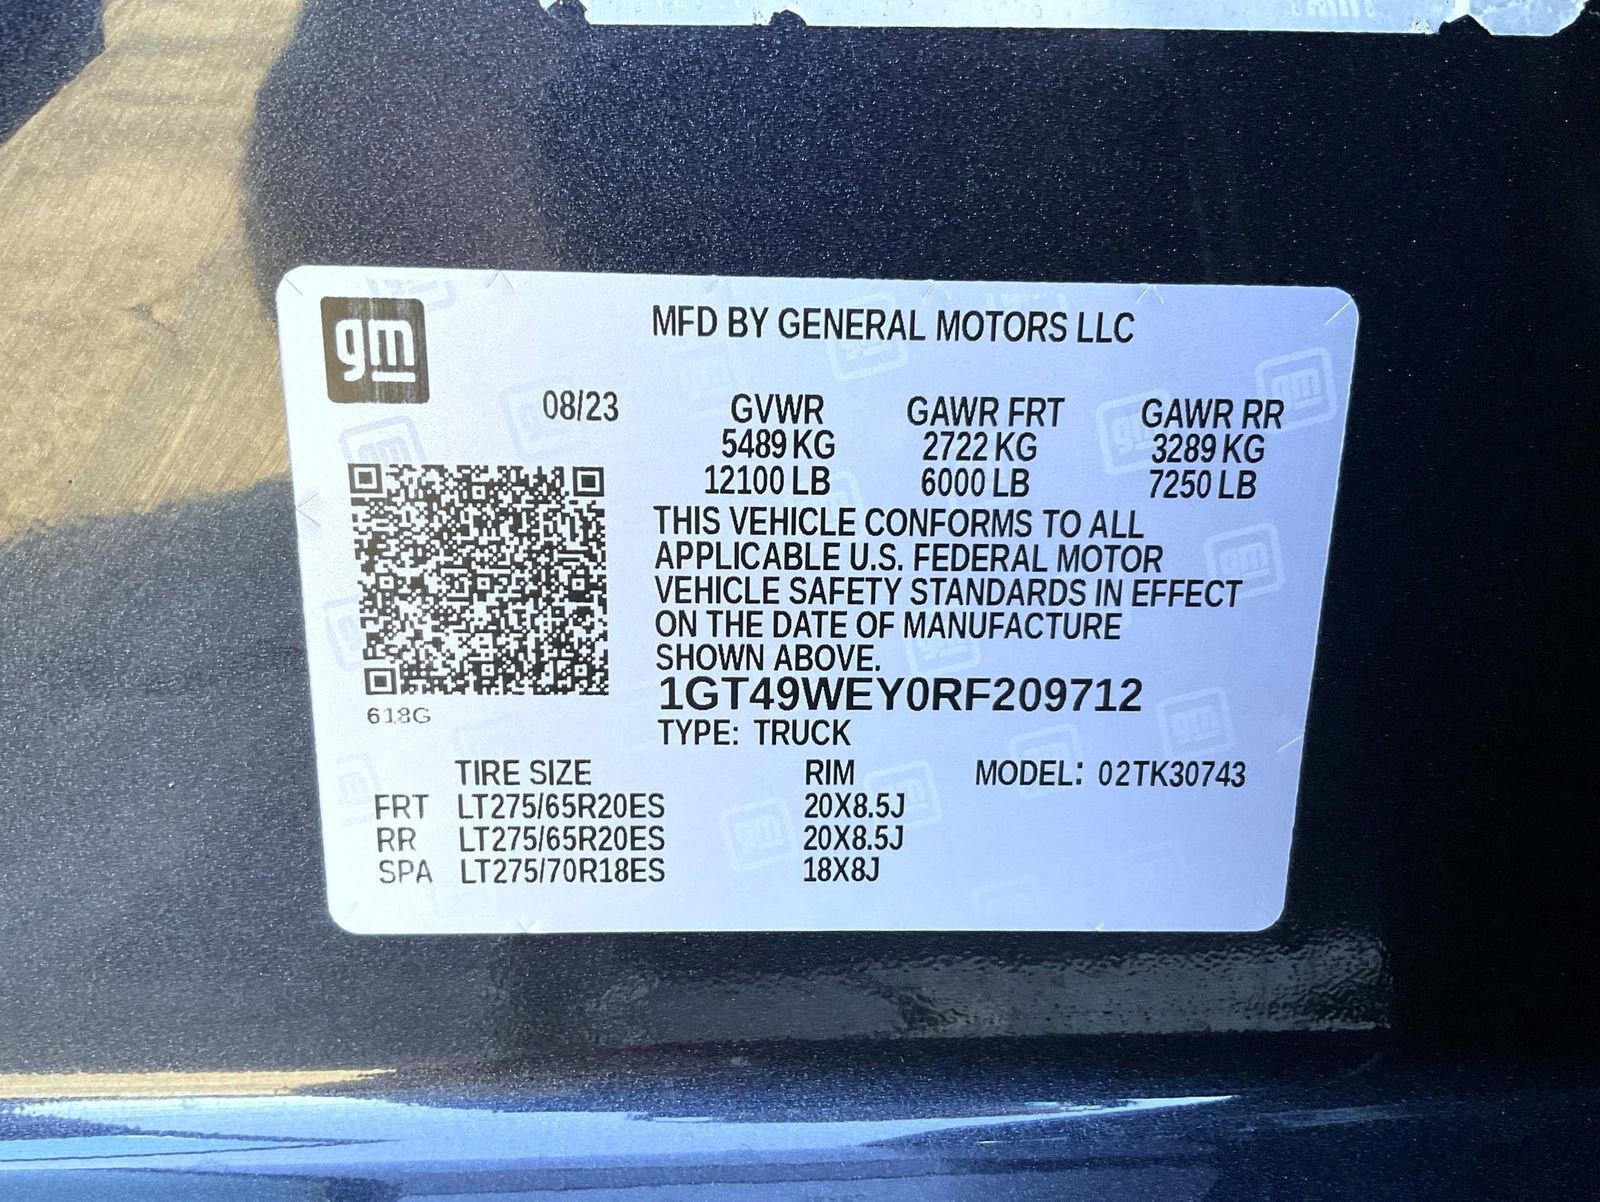 gm
MFD BY GENERAL MOTORS LLC
08/23 GVWR GAWR FRT GAWR RR
5489 KG 2722 KG 3289 KG
12100 LB 6000 LB 7250 LB
THIS VEHICLE CONFORMS TO ALL
APPLICABLE U.S. FEDERAL MOTOR
VEHICLE SAFETY STANDARDS IN EFFECT
ON THE DATE OF MANUFACTURE
SHOWN ABOVE.
1GT49WEY0RF209712
618G
TYPE: TRUCK
TIRE SIZE RIM MODEL: 02TK30743
FRT LT275/65R20ES 20X8.5J
RR LT275/65R20ES 20X8.5J
SPA LT275/70R18ES 18X8J